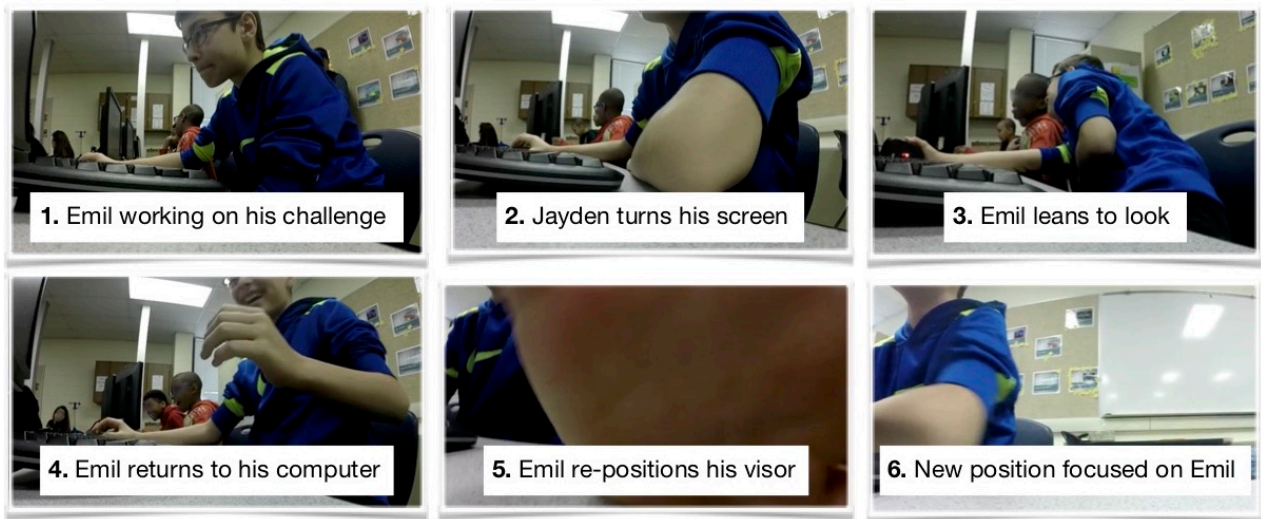 1. Emil working on his challenge
2. Jayden turns his screen
3. Emil leans to look
4. Emil returns to his computer
5. Emil re-positions his visor
6. New position focused on Emil